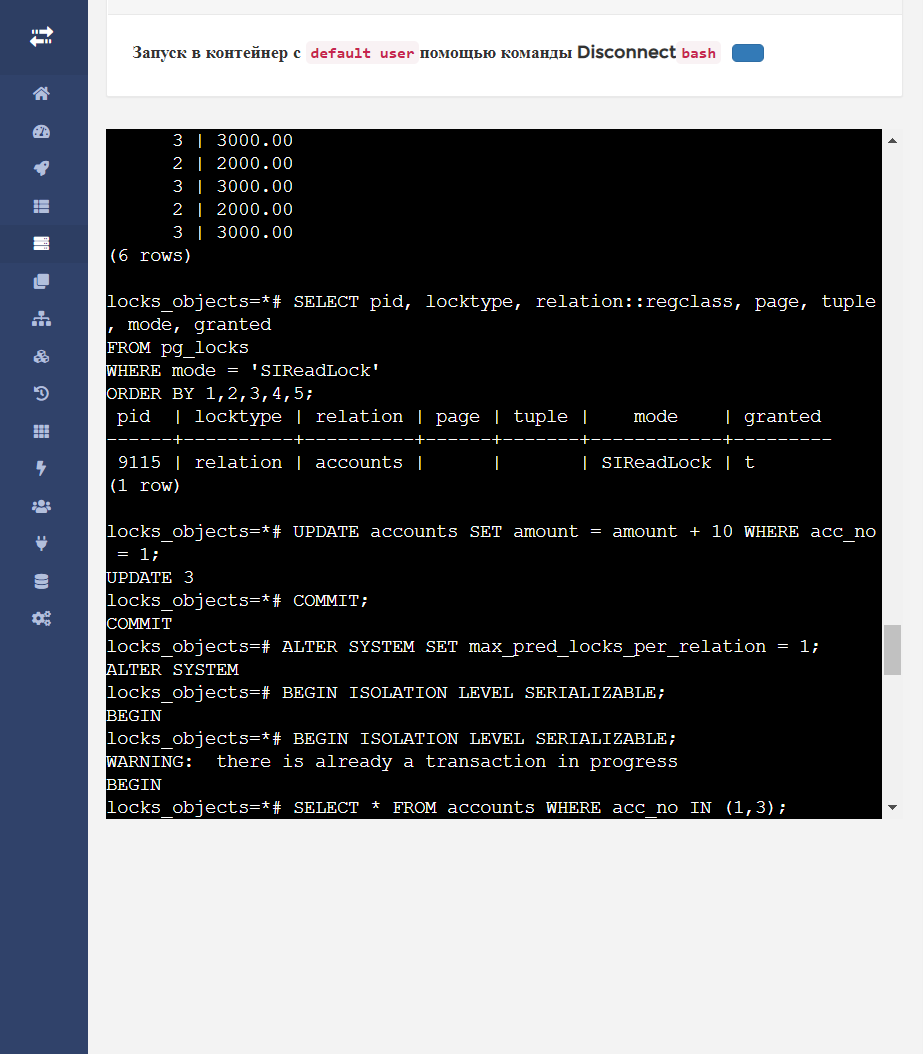 Запуск в контейнер с default user помощью команды Disconnect bash
3 | 3000.00
2 | 2000.00
3 | 3000.00
2 | 2000.00
3 | 3000.00
(6 rows)
locks_objects=*# SELECT pid, locktype, relation::regclass, page, tuple
, mode, granted
FROM pg_locks
WHERE mode = 'SIReadLock'
ORDER BY 1,2,3,4,5;
pid | locktype | relation | page | tuple | mode | granted
------+----------+----------+------+-------+------------+---------
9115 | relation | accounts | | | SIReadLock | t
(1 row)
locks_objects=*# UPDATE accounts SET amount = amount + 10 WHERE acc_no
= 1;
UPDATE 3
locks_objects=*# COMMIT;
COMMIT
locks_objects=# ALTER SYSTEM SET max_pred_locks_per_relation = 1;
ALTER SYSTEM
locks_objects=# BEGIN ISOLATION LEVEL SERIALIZABLE;
BEGIN
locks_objects=*# BEGIN ISOLATION LEVEL SERIALIZABLE;
WARNING:  there is already a transaction in progress
BEGIN
locks_objects=*# SELECT * FROM accounts WHERE acc_no IN (1,3);